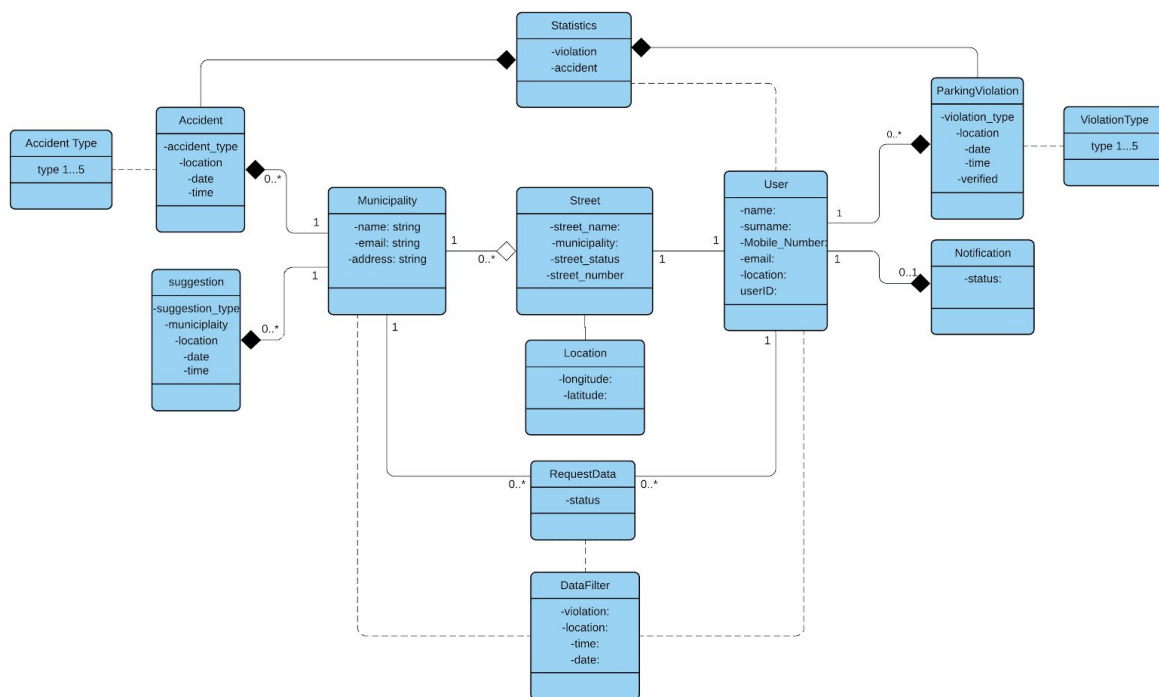 Statistics
-violation
-accident
Accident Type
type 1...5
Accident
-accident_type
-location
-date
-time
0..*
1
ParkingViolation
-violation_type
-location
-date
-time
-verified
0..*
1
ViolationType
type 1...5
Municipality
-name: string
-email: string
-address: string
1
0..*
1
1
Street
-street_name:
-municipality:
-street_status
-street_number
1
1
User
-name:
-surname:
-Mobile_Number:
-email:
-location:
userID:
1
0..1
1
Notification
-status:
suggestion
-suggestion_type
-municiplaity
-location
-date
-time
0..*
Location
-longitude:
-latitude:
RequestData
-status
0..*
0..*
DataFilter
-violation:
-location:
-time:
-date: